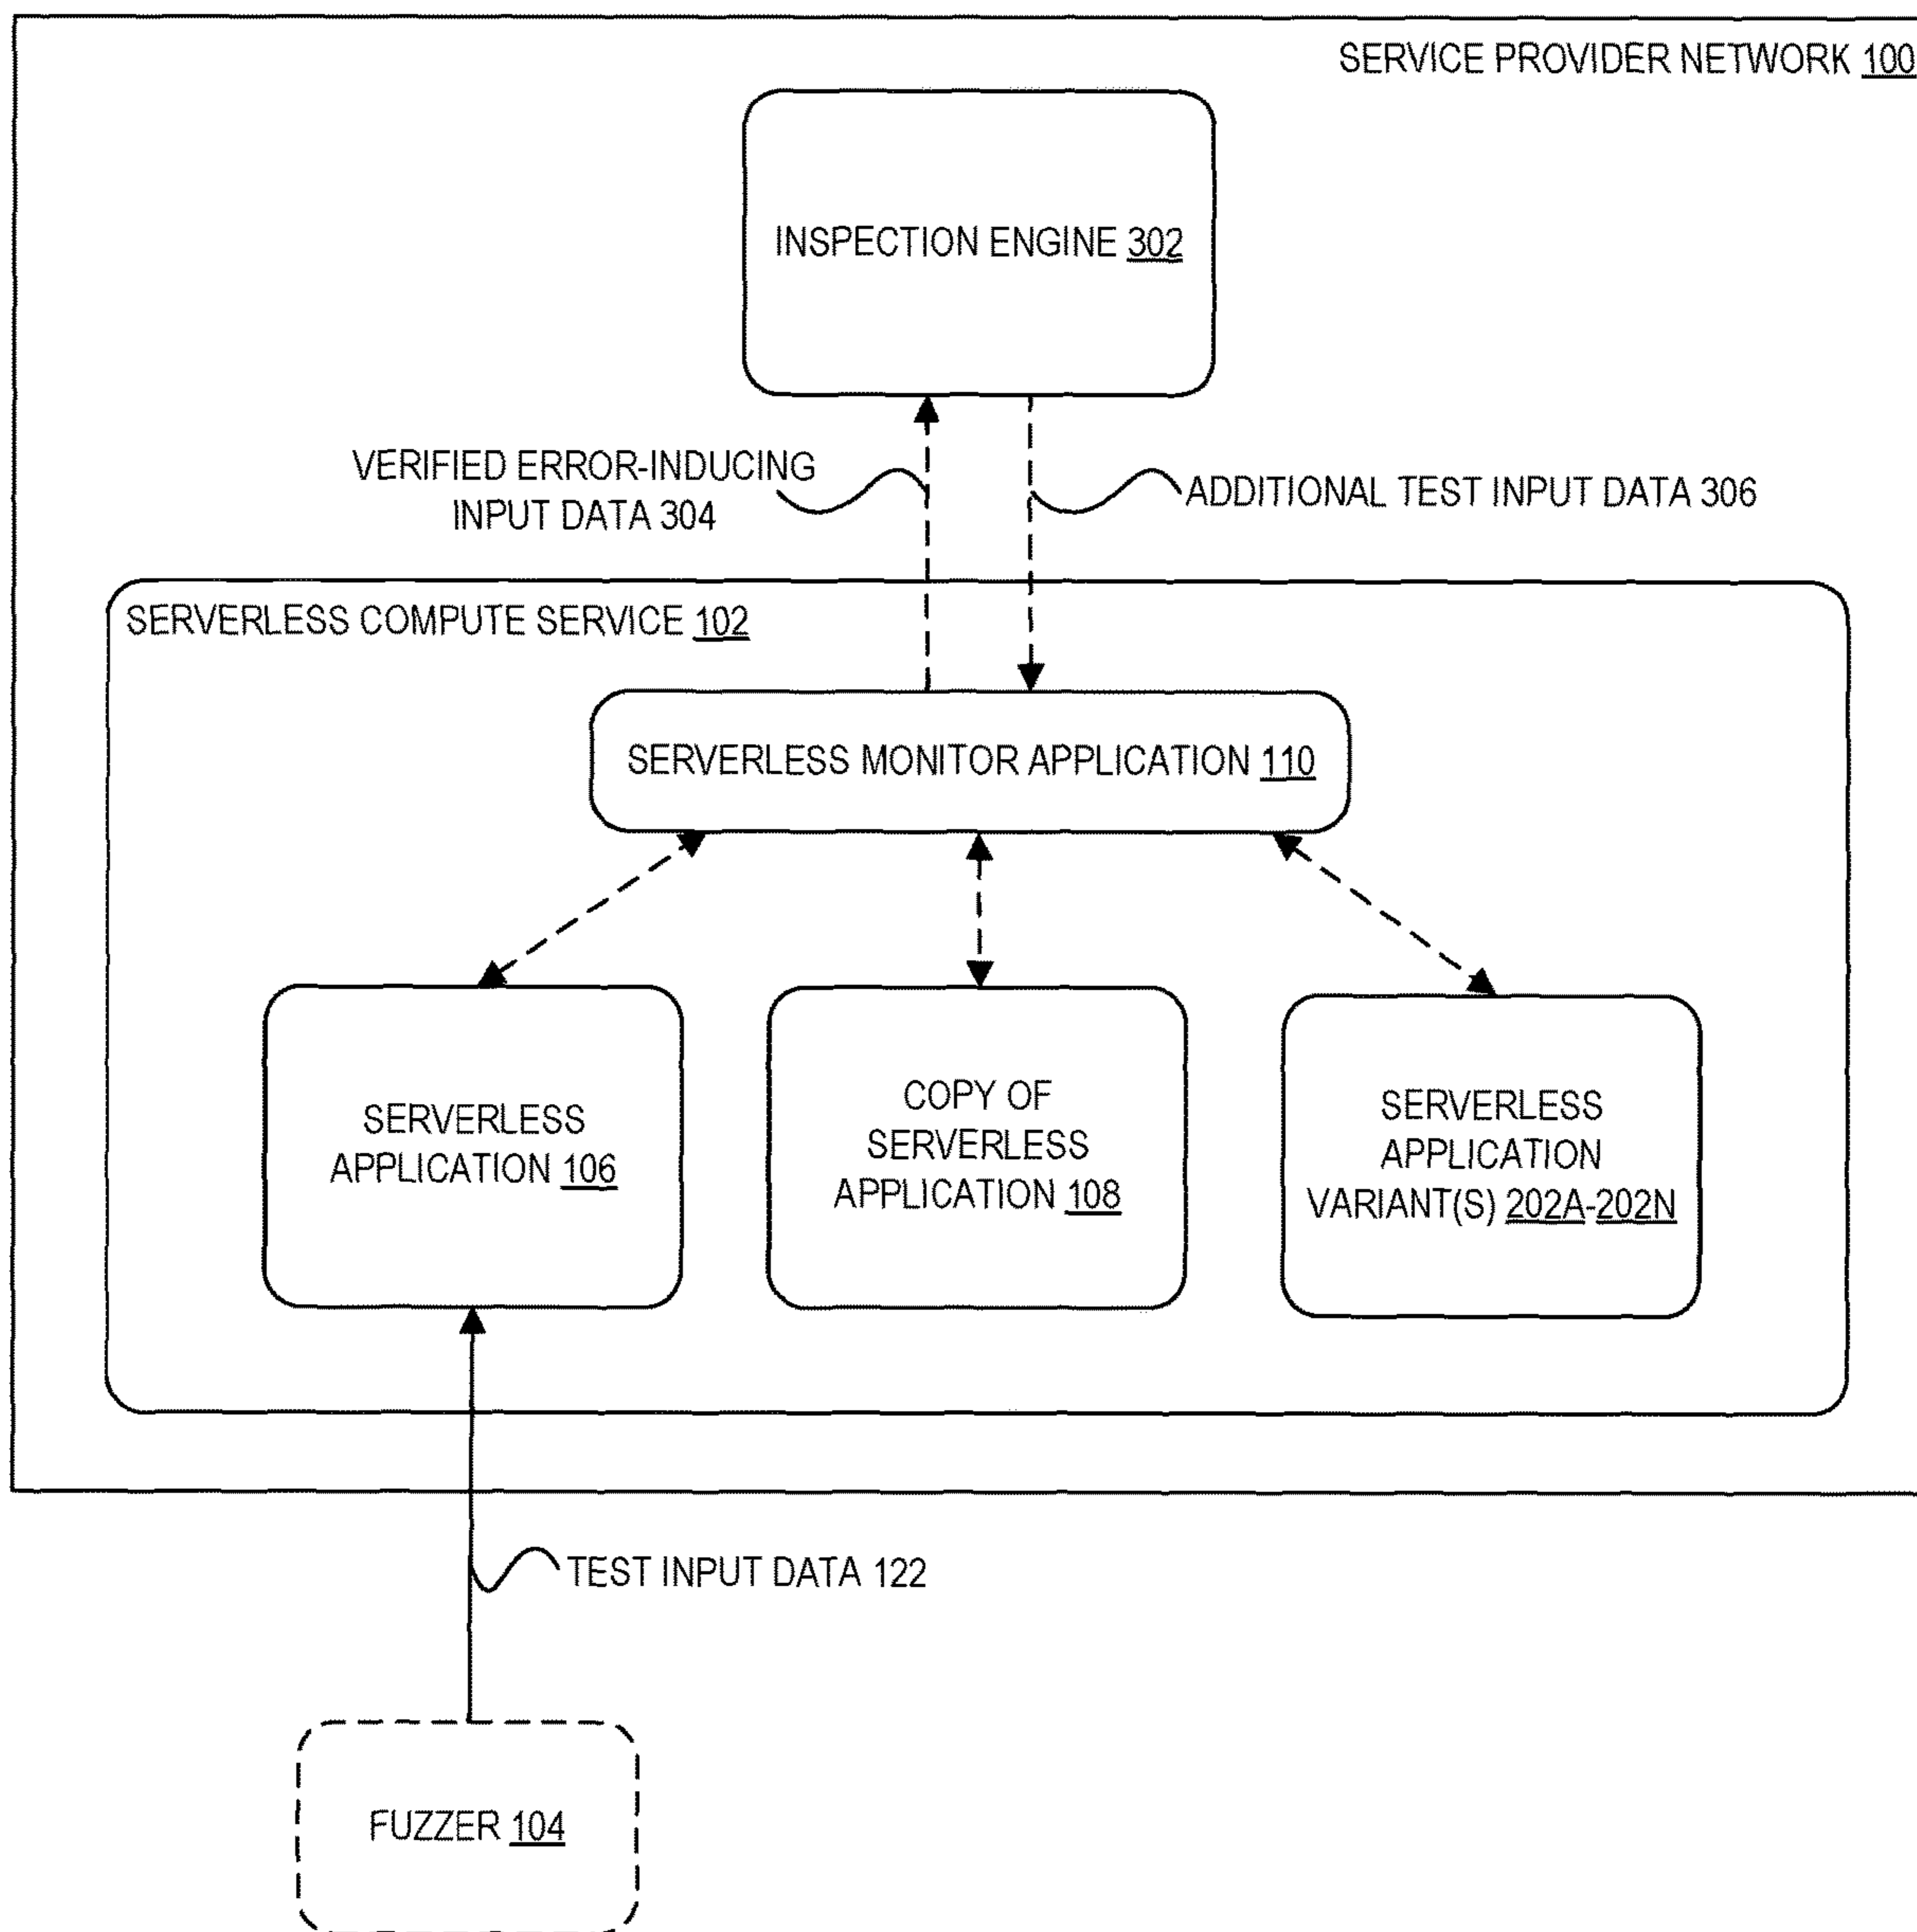 SERVICE PROVIDER NETWORK 100
INSPECTION ENGINE 302
VERIFIED ERROR-INDUCING
INPUT DATA 304
ADDITIONAL TEST INPUT DATA 306
SERVERLESS COMPUTE SERVICE 102
SERVERLESS MONITOR APPLICATION 110
SERVERLESS
APPLICATION 106
COPY OF
SERVERLESS
APPLICATION 108
SERVERLESS
APPLICATION
VARIANT(S) 202A-202N
TEST INPUT DATA 122
FUZZER 104